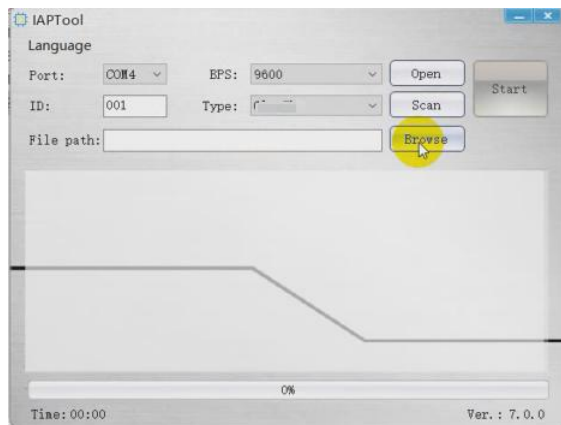 IAPTool
Language
Port: COM4 BPS: 9600 Open
Start
ID: 001 Type: Scan
File path: Browse
0%
Time: 00:00 Ver.: 7.0.0